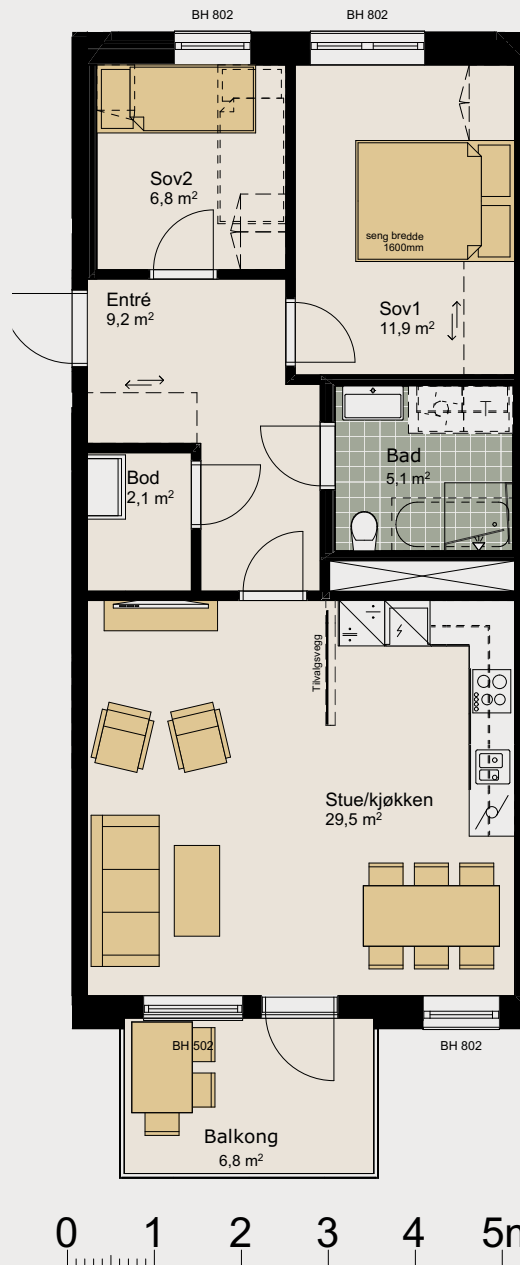 BH 802
BH 802
Sov2
6,8 m²
seng bredde
1600mm
Entré
9,2 m²
Sov1
11,9 m²
Bad
5,1 m²
Bod
2,1 m²
Tilvalgsvegg
Stue/kjøkken
29,5 m²
BH 502
BH 802
Balkong
6,8 m²
0 1 2 3 4 5m